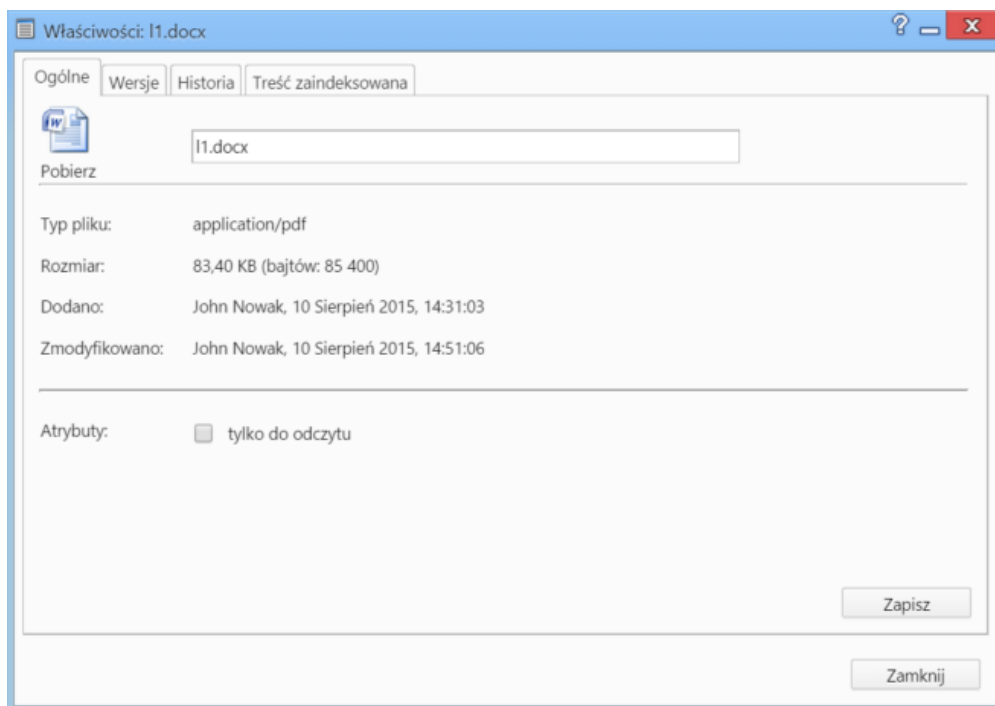 Właściwości: l1.docx
Ogólne Wersje Historia Treść zaindeksowana
l1.docx
Pobierz
Typ pliku: application/pdf
Rozmiar: 83,40 KB (bajtów: 85 400)
Dodano: John Nowak, 10 Sierpień 2015, 14:31:03
Zmodyfikowano: John Nowak, 10 Sierpień 2015, 14:51:06
Atrybuty: tylko do odczytu
Zapisz
Zamknij